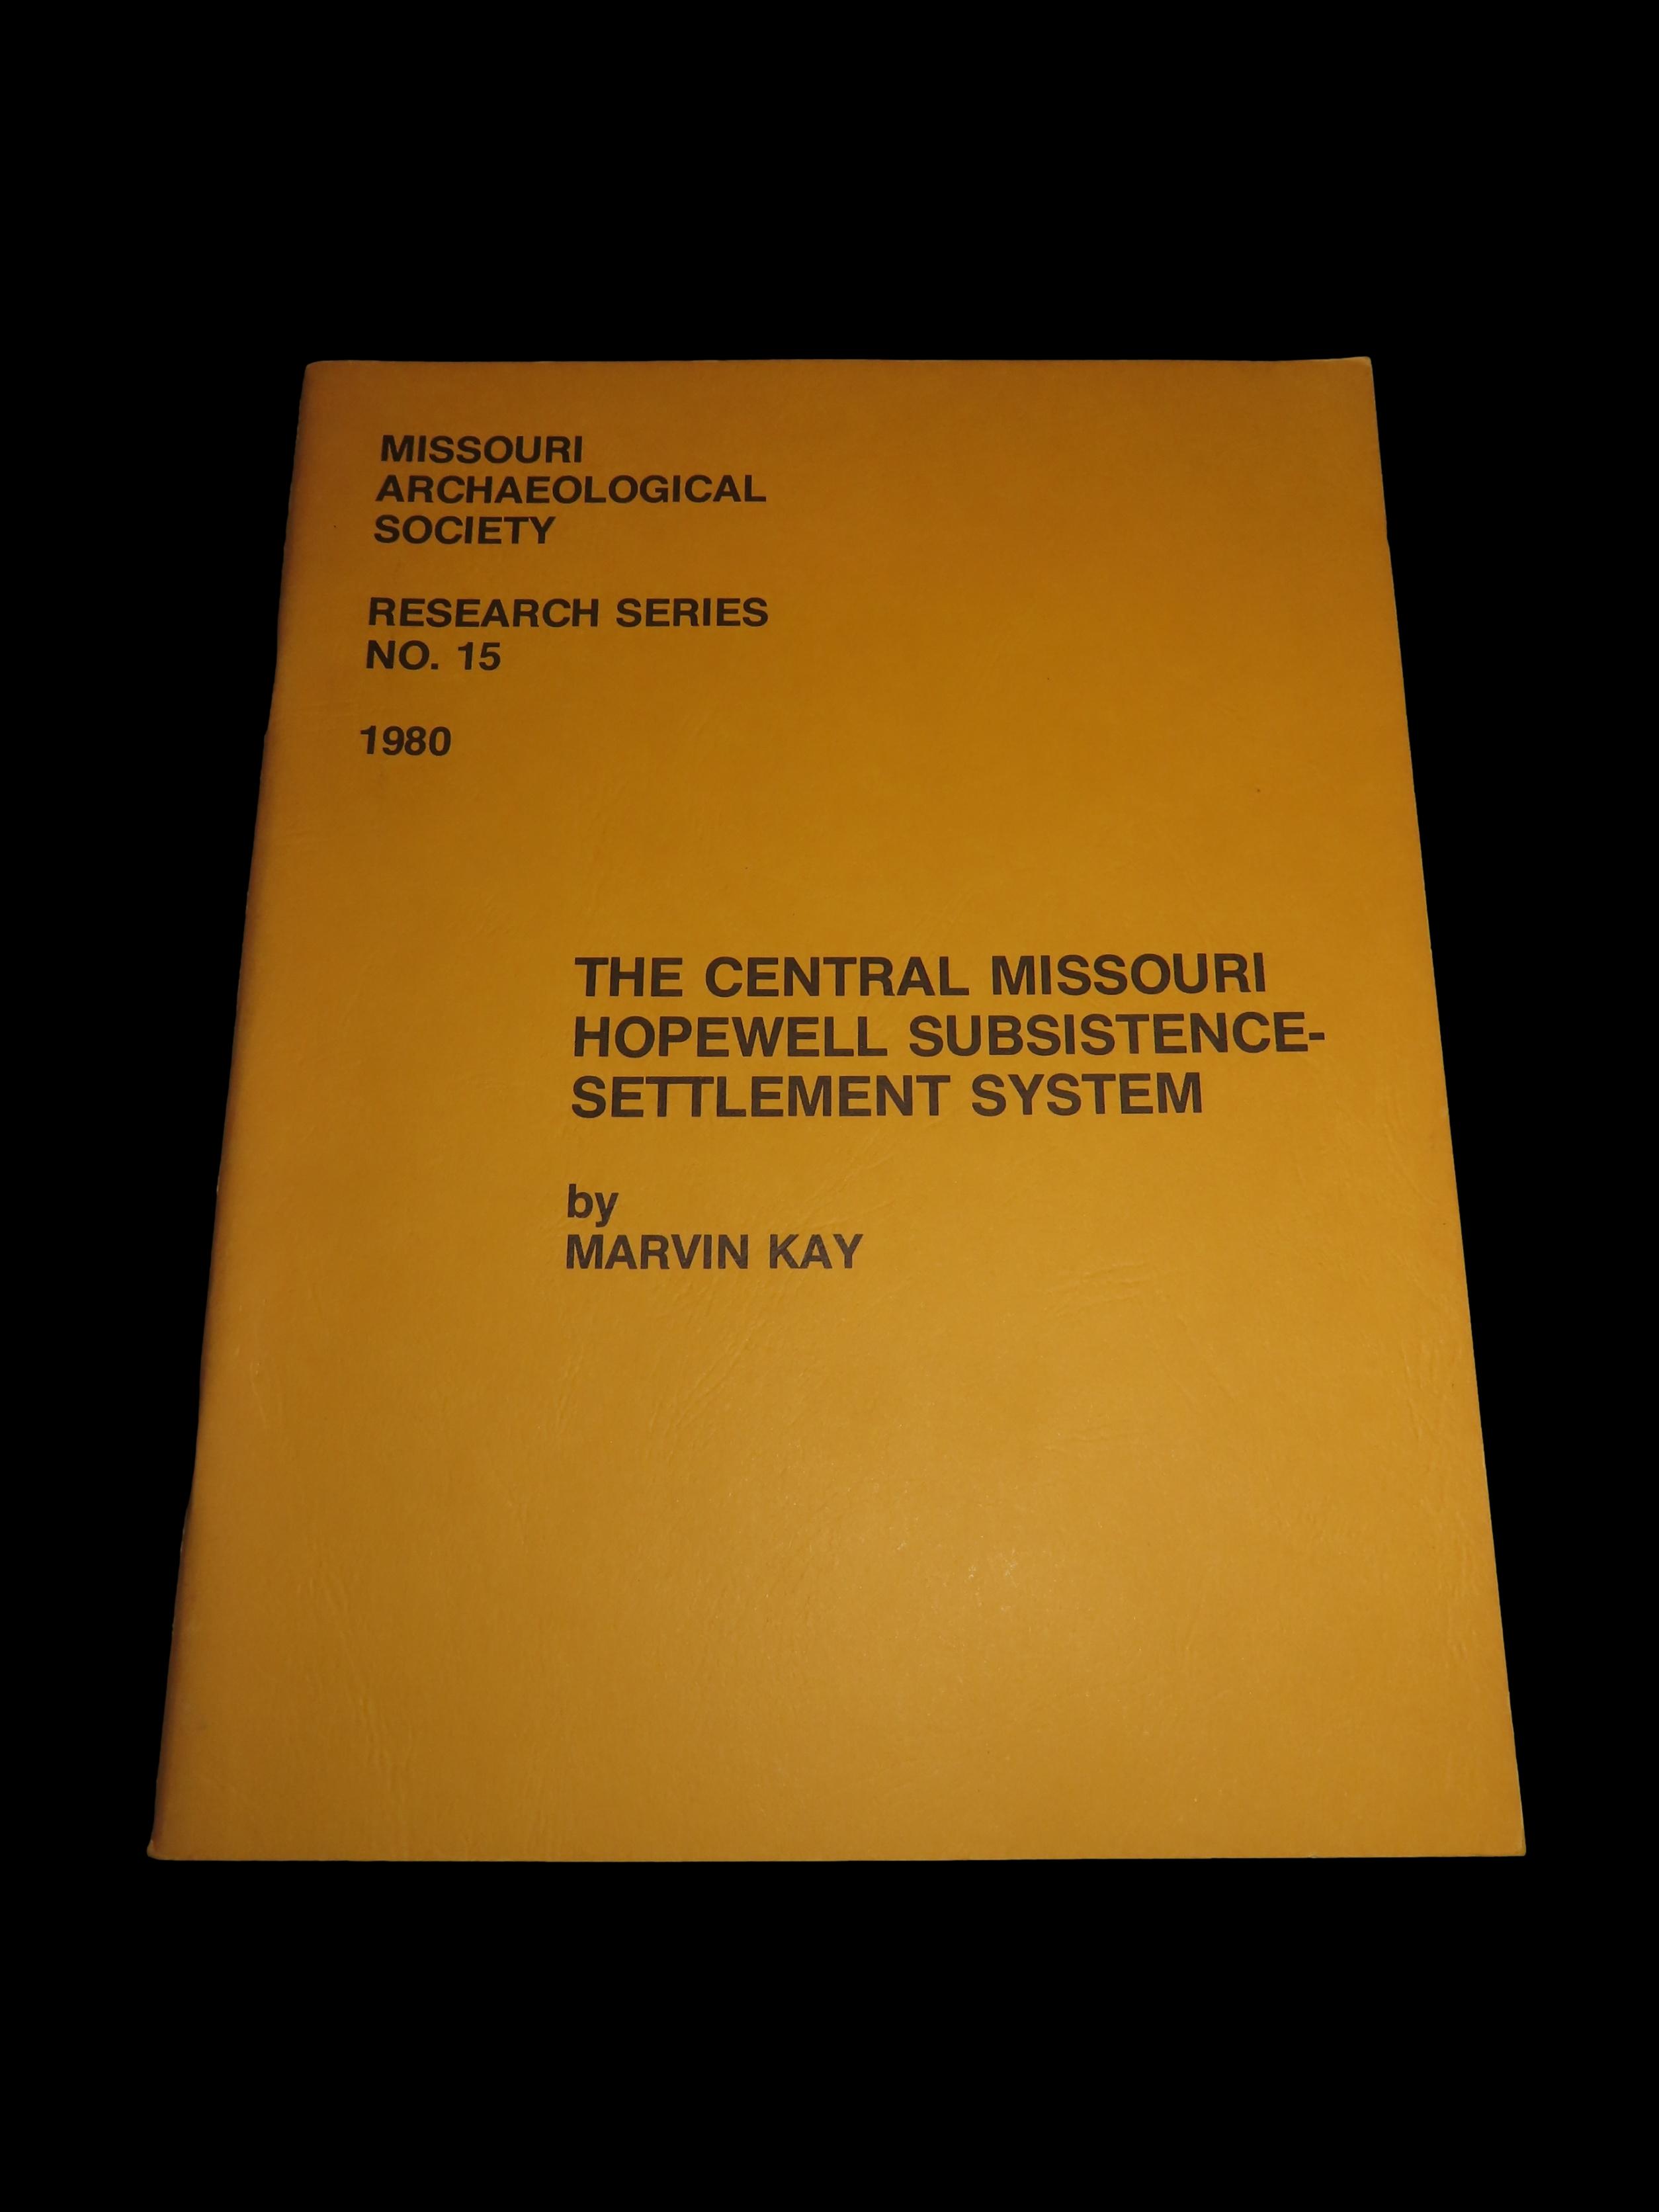 MISSOURI
ARCHAEOLOGICAL
SOCIETY
RESEARCH SERIES
NO. 15
1980
THE CENTRAL MISSOURI
HOPEWELL SUBSISTENCE-
SETTLEMENT SYSTEM
by
MARVIN KAY